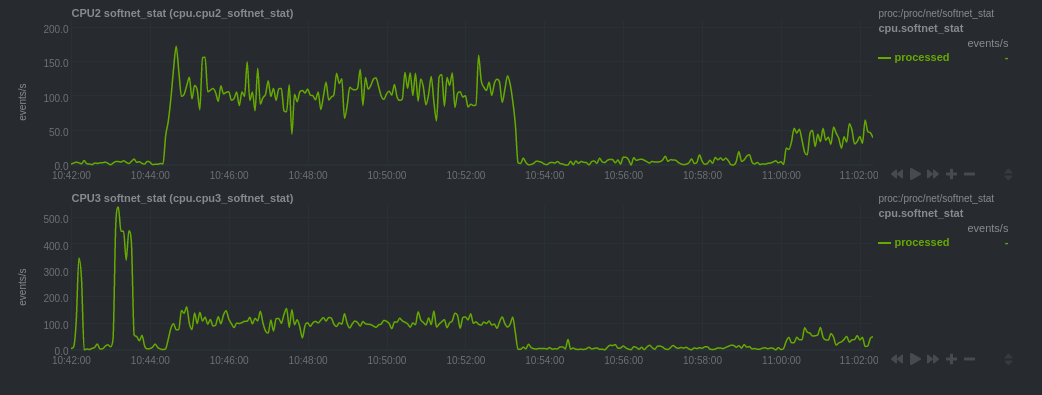 CPU2 softnet_stat (cpu.cpu2_softnet_stat)
proc:/proc/net/softnet_stat
cpu.softnet_stat
events/s
processed -
events/s
200.0
150.0
100.0
50.0
0.0
10:42:00 10:44:00 10:46:00 10:48:00 10:50:00 10:52:00 10:54:00 10:56:00 10:58:00 11:00:00 11:02:00
CPU3 softnet_stat (cpu.cpu3_softnet_stat)
proc:/proc/net/softnet_stat
cpu.softnet_stat
events/s
processed -
events/s
500.0
400.0
300.0
200.0
100.0
0.0
10:42:00 10:44:00 10:46:00 10:48:00 10:50:00 10:52:00 10:54:00 10:56:00 10:58:00 11:00:00 11:02:00